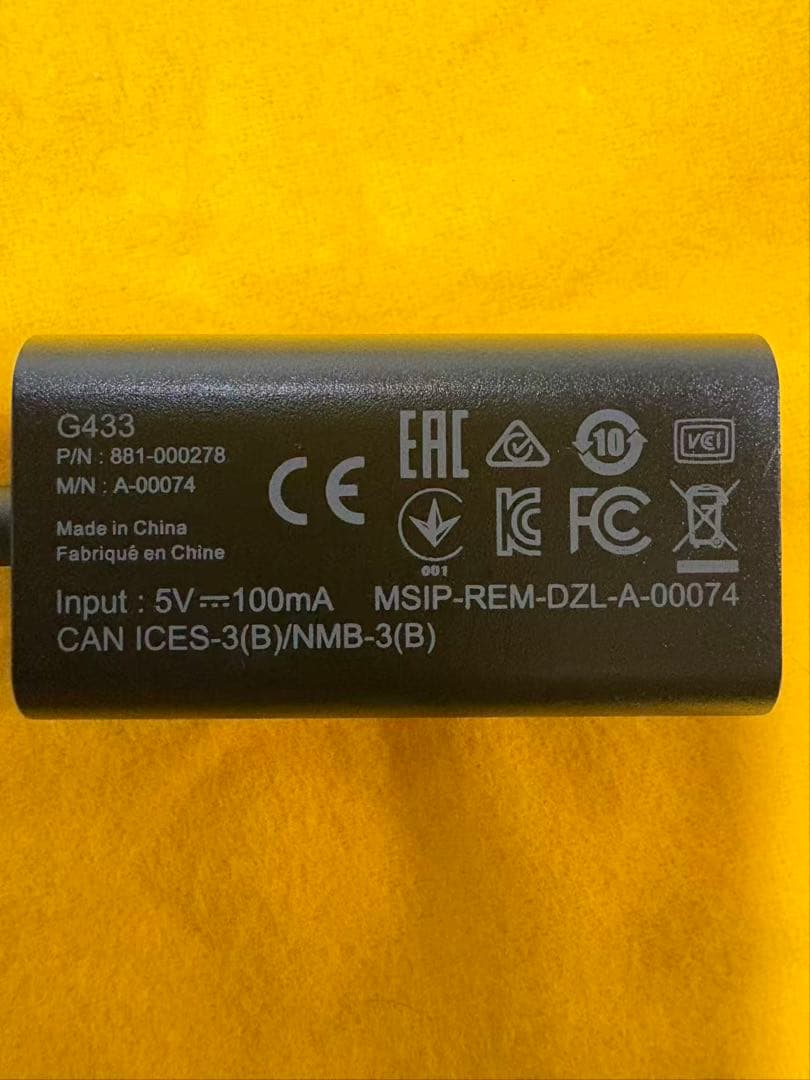 G433
P/N : 881-000278
M/N : A-00074
Made in China
Fabriqué en Chine
CE
EAC
10
VCI
001
KC
FC
Input : 5V⎓100mA MSIP-REM-DZL-A-00074
CAN ICES-3(B)/NMB-3(B)